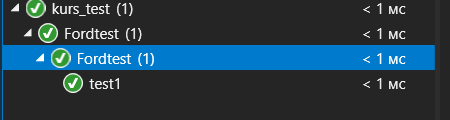 kurs_test (1) < 1 мс
Fordtest (1) < 1 мс
Fordtest (1) < 1 мс
test1 < 1 мс